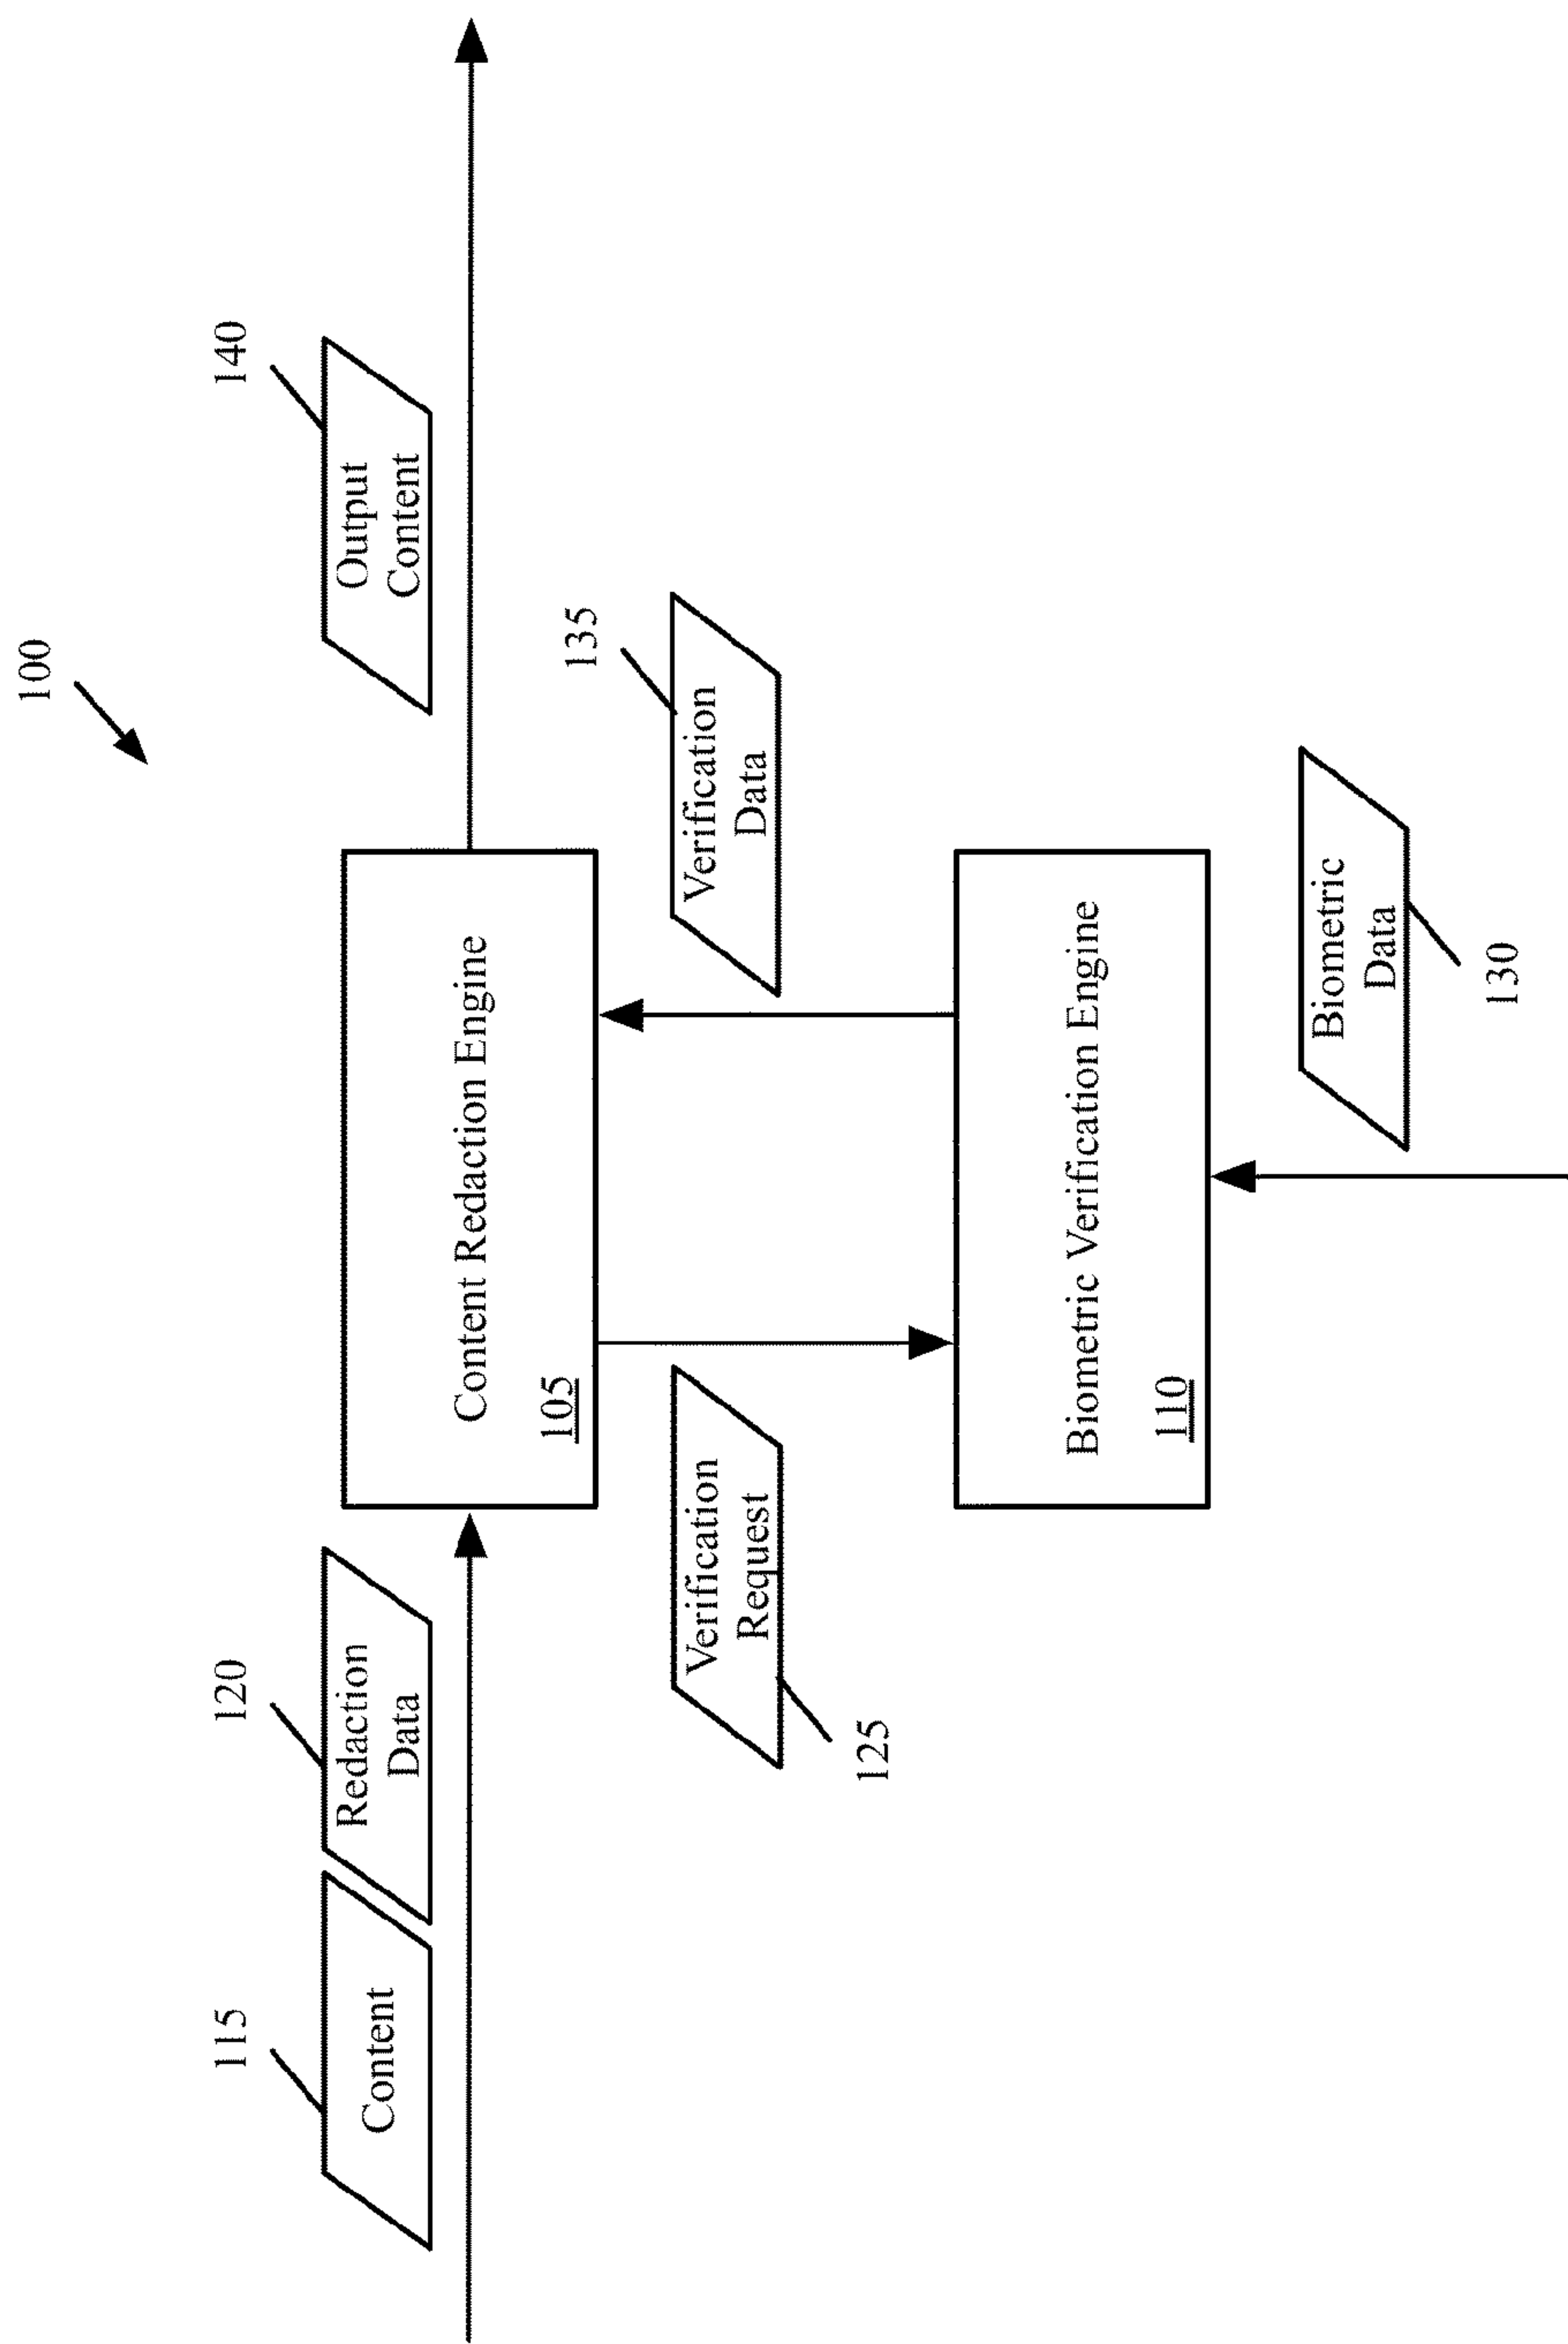 100
115
120
140
Content
Redaction
Data
Output
Content
Content Redaction Engine
105
Verification
Request
125
135
Verification
Data
Biometric Verification Engine
110
Biometric
Data
130